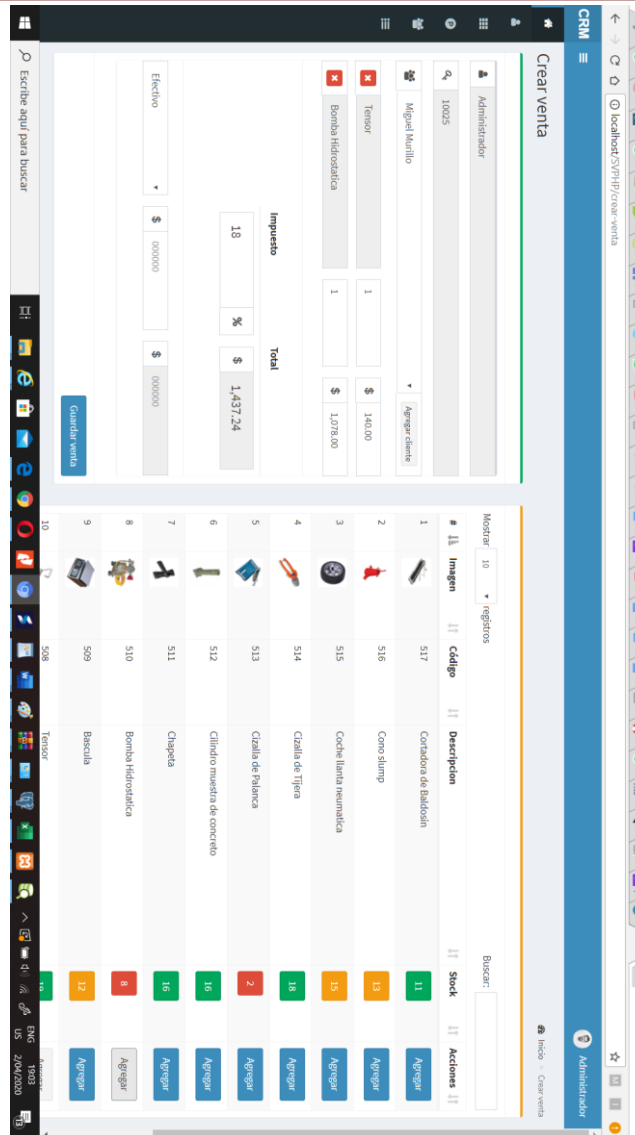 localhost/SVPHP/crear-venta
CRM
Administrador
Crear venta
Inicio > Crear venta
Administrador
10025
Miguel Murillo
Agregar cliente
Tensor
1
$ 140.00
Bomba Hidrostatica
1
$ 1,078.00
Impuesto Total
18 % $ 1,437.24
Efectivo $ 000000 $ 000000
Guardar venta
Mostrar 10 registros
Buscar:
# Imagen Código Descripcion Stock Acciones
1 517 Cortadora de Baldosin 11 Agregar
2 516 Cono slump 13 Agregar
3 515 Coche llanta neumatica 15 Agregar
4 514 Cizalla de Tijera 18 Agregar
5 513 Cizalla de Palanca 2 Agregar
6 512 Cilindro muestra de concreto 16 Agregar
7 511 Chapeta 16 Agregar
8 510 Bomba Hidrostatica 8 Agregar
9 509 Bascula 12 Agregar
10 508 Tensor
Escribe aquí para buscar
ENG
US
19:03
2/04/2020
13